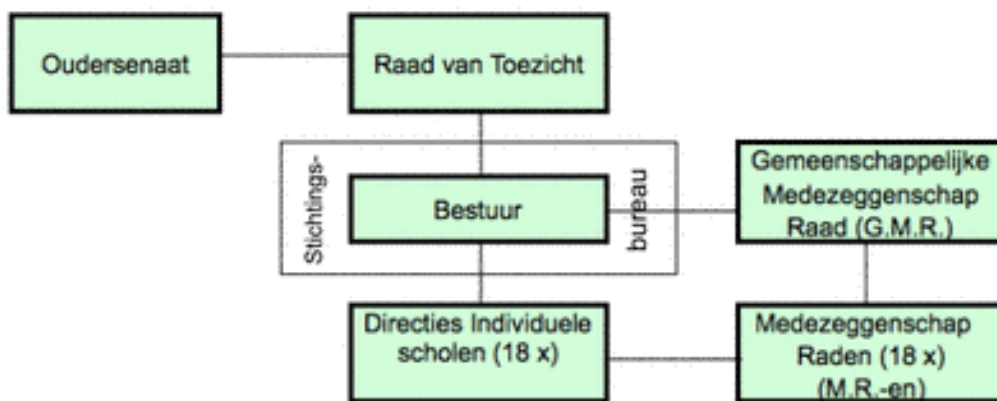 Oudersenaat
Raad van Toezicht
Stichtings-
bureau
Bestuur
Gemeenschappelijke
Medezeggenschap
Raad (G.M.R.)
Directies Individuele
scholen (18 x)
Medezeggenschap
Raden (18 x)
(M.R.-en)